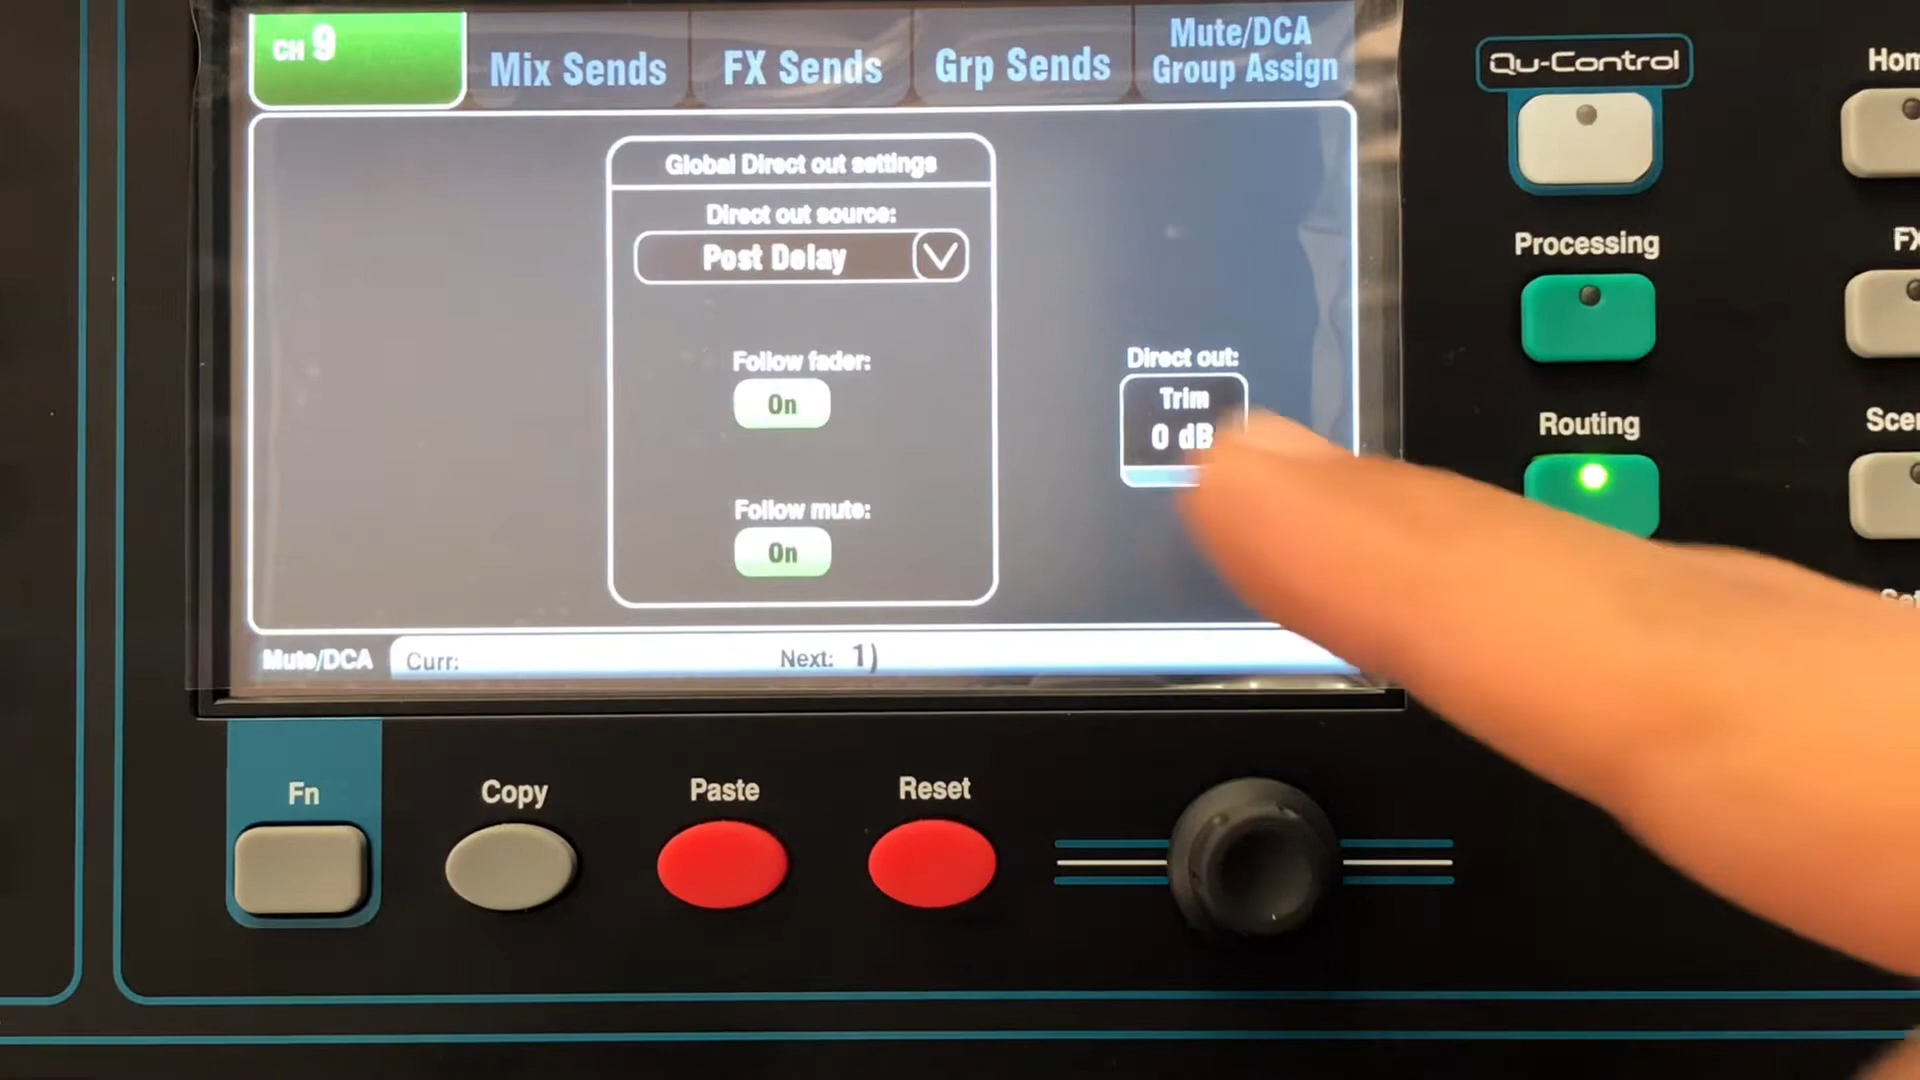 CH 9
Mix Sends
FX Sends
Grp Sends
Mute/DCA
Group Assign
Global Direct out settings
Direct out source:
Post Delay
Follow fader:
On
Follow mute:
On
Direct out:
Trim
0 dB
Mute/DCA
Curr:
Next: 1)
Qu-Control
Processing
FX
Routing
Fn
Copy
Paste
Reset